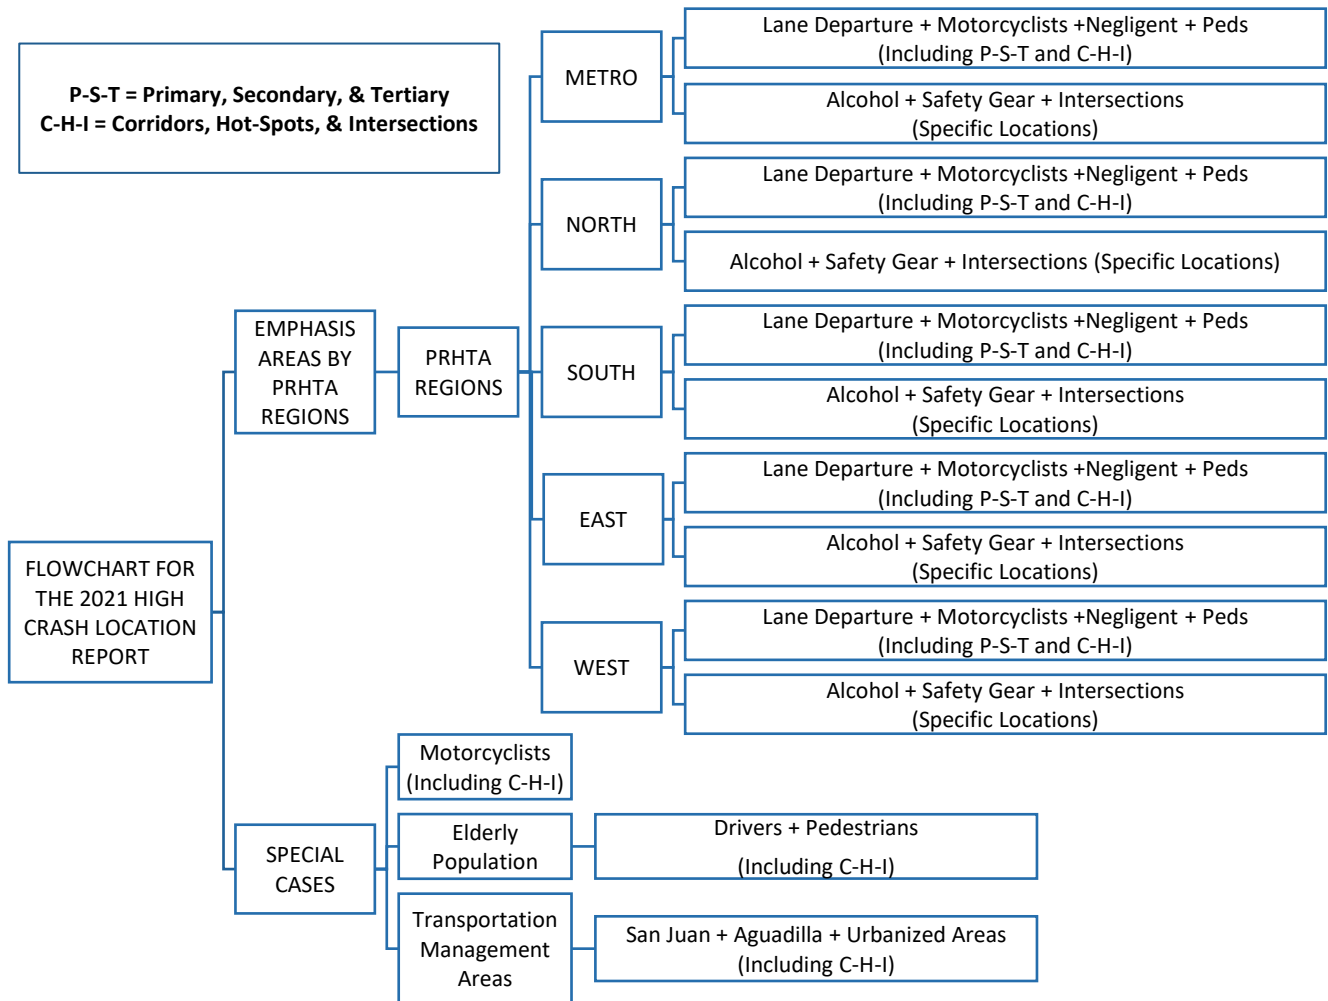 P-S-T = Primary, Secondary, & Tertiary
C-H-I = Corridors, Hot-Spots, & Intersections
FLOWCHART FOR
THE 2021 HIGH
CRASH LOCATION
REPORT
EMPHASIS
AREAS BY
PRHTA
REGIONS
PRHTA
REGIONS
METRO
Lane Departure + Motorcyclists +Negligent + Peds
(Including P-S-T and C-H-I)
Alcohol + Safety Gear + Intersections
(Specific Locations)
NORTH
Lane Departure + Motorcyclists +Negligent + Peds
(Including P-S-T and C-H-I)
Alcohol + Safety Gear + Intersections (Specific Locations)
SOUTH
Lane Departure + Motorcyclists +Negligent + Peds
(Including P-S-T and C-H-I)
Alcohol + Safety Gear + Intersections
(Specific Locations)
EAST
Lane Departure + Motorcyclists +Negligent + Peds
(Including P-S-T and C-H-I)
Alcohol + Safety Gear + Intersections
(Specific Locations)
WEST
Lane Departure + Motorcyclists +Negligent + Peds
(Including P-S-T and C-H-I)
Alcohol + Safety Gear + Intersections
(Specific Locations)
SPECIAL
CASES
Motorcyclists
(Including C-H-I)
Elderly
Population
Drivers + Pedestrians
(Including C-H-I)
Transportation
Management
Areas
San Juan + Aguadilla + Urbanized Areas
(Including C-H-I)